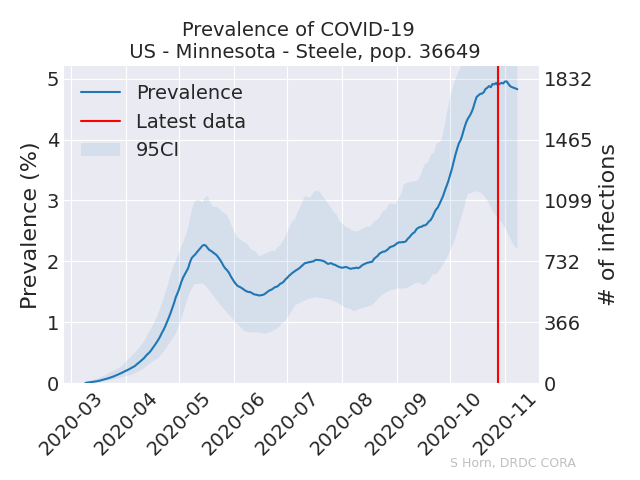 Prevalence of COVID-19
US - Minnesota - Steele, pop. 36649
Prevalence
Latest data
95CI
Prevalence (%)
5
4
3
2
1
0
1832
1465
1099
732
366
0
# of infections
2020-03
2020-04
2020-05
2020-06
2020-07
2020-08
2020-09
2020-10
2020-11
S Horn, DRDC CORA